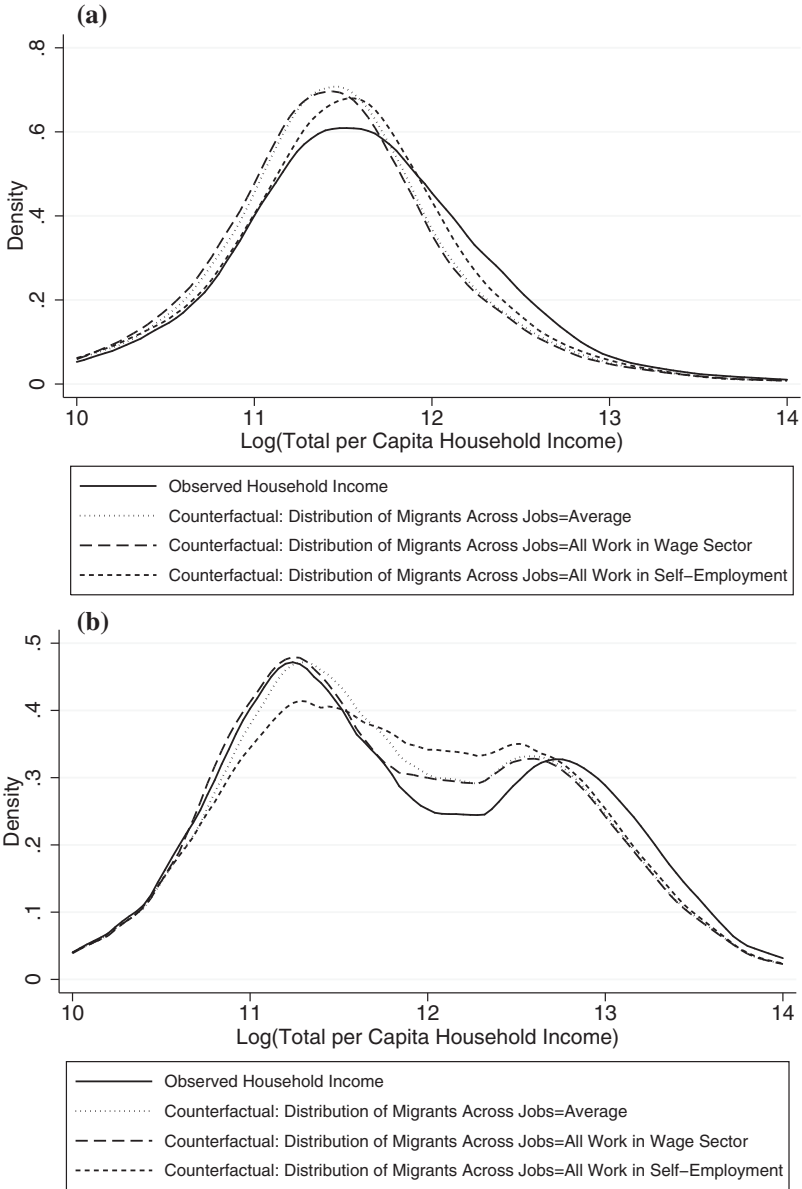 (a)
.8
.6
.4
.2
0
Density
10 11 12 13 14
Log(Total per Capita Household Income)
Observed Household Income
Counterfactual: Distribution of Migrants Across Jobs=Average
Counterfactual: Distribution of Migrants Across Jobs=All Work in Wage Sector
Counterfactual: Distribution of Migrants Across Jobs=All Work in Self−Employment
(b)
.5
.4
.3
.2
.1
0
Density
10 11 12 13 14
Log(Total per Capita Household Income)
Observed Household Income
Counterfactual: Distribution of Migrants Across Jobs=Average
Counterfactual: Distribution of Migrants Across Jobs=All Work in Wage Sector
Counterfactual: Distribution of Migrants Across Jobs=All Work in Self−Employment